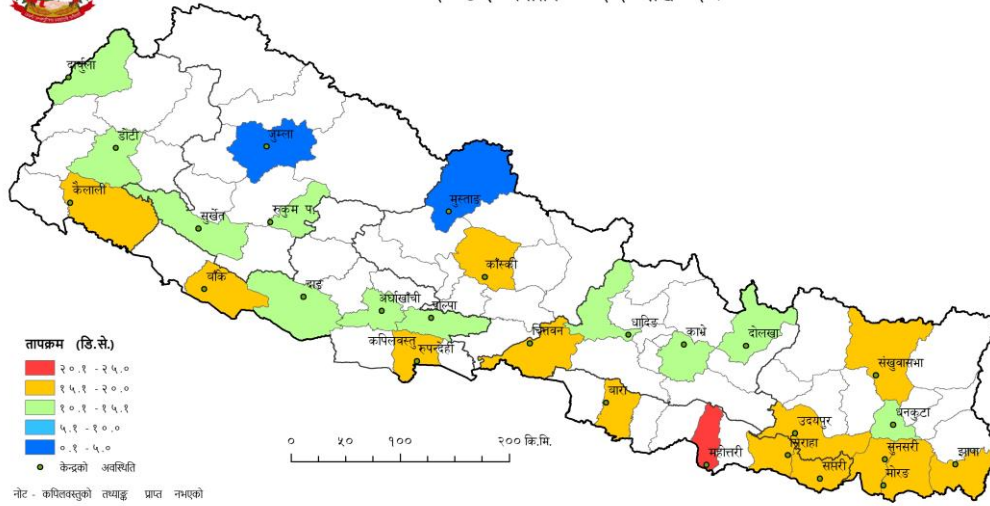 दार्चुला
डोटी
जुम्ला
कैलाली
सुर्खेत
रुकुम प.
मुस्ताङ
काँस्की
बाँके
दाङ
अर्घाखाँची
पाल्पा
कपिलवस्तु
रुपन्देही
चितवन
धादिङ
काभ्रे
दोलखा
संखुवासभा
बारा
महोत्तरी
उदयपुर
सिराहा
सप्तरी
धनकुटा
सुनसरी
मोरङ
झापा
तापक्रम (डि.से.)
२०.१ -२५.०
१५.१ -२०.०
१०.१ -१५.१
५.१ -१०.०
०.१ -५.०
केन्द्रको अवस्थिति
० ५० १०० २०० कि.मि.
नोट - कपिलवस्तुको तथ्याङ्क प्राप्त नभएको